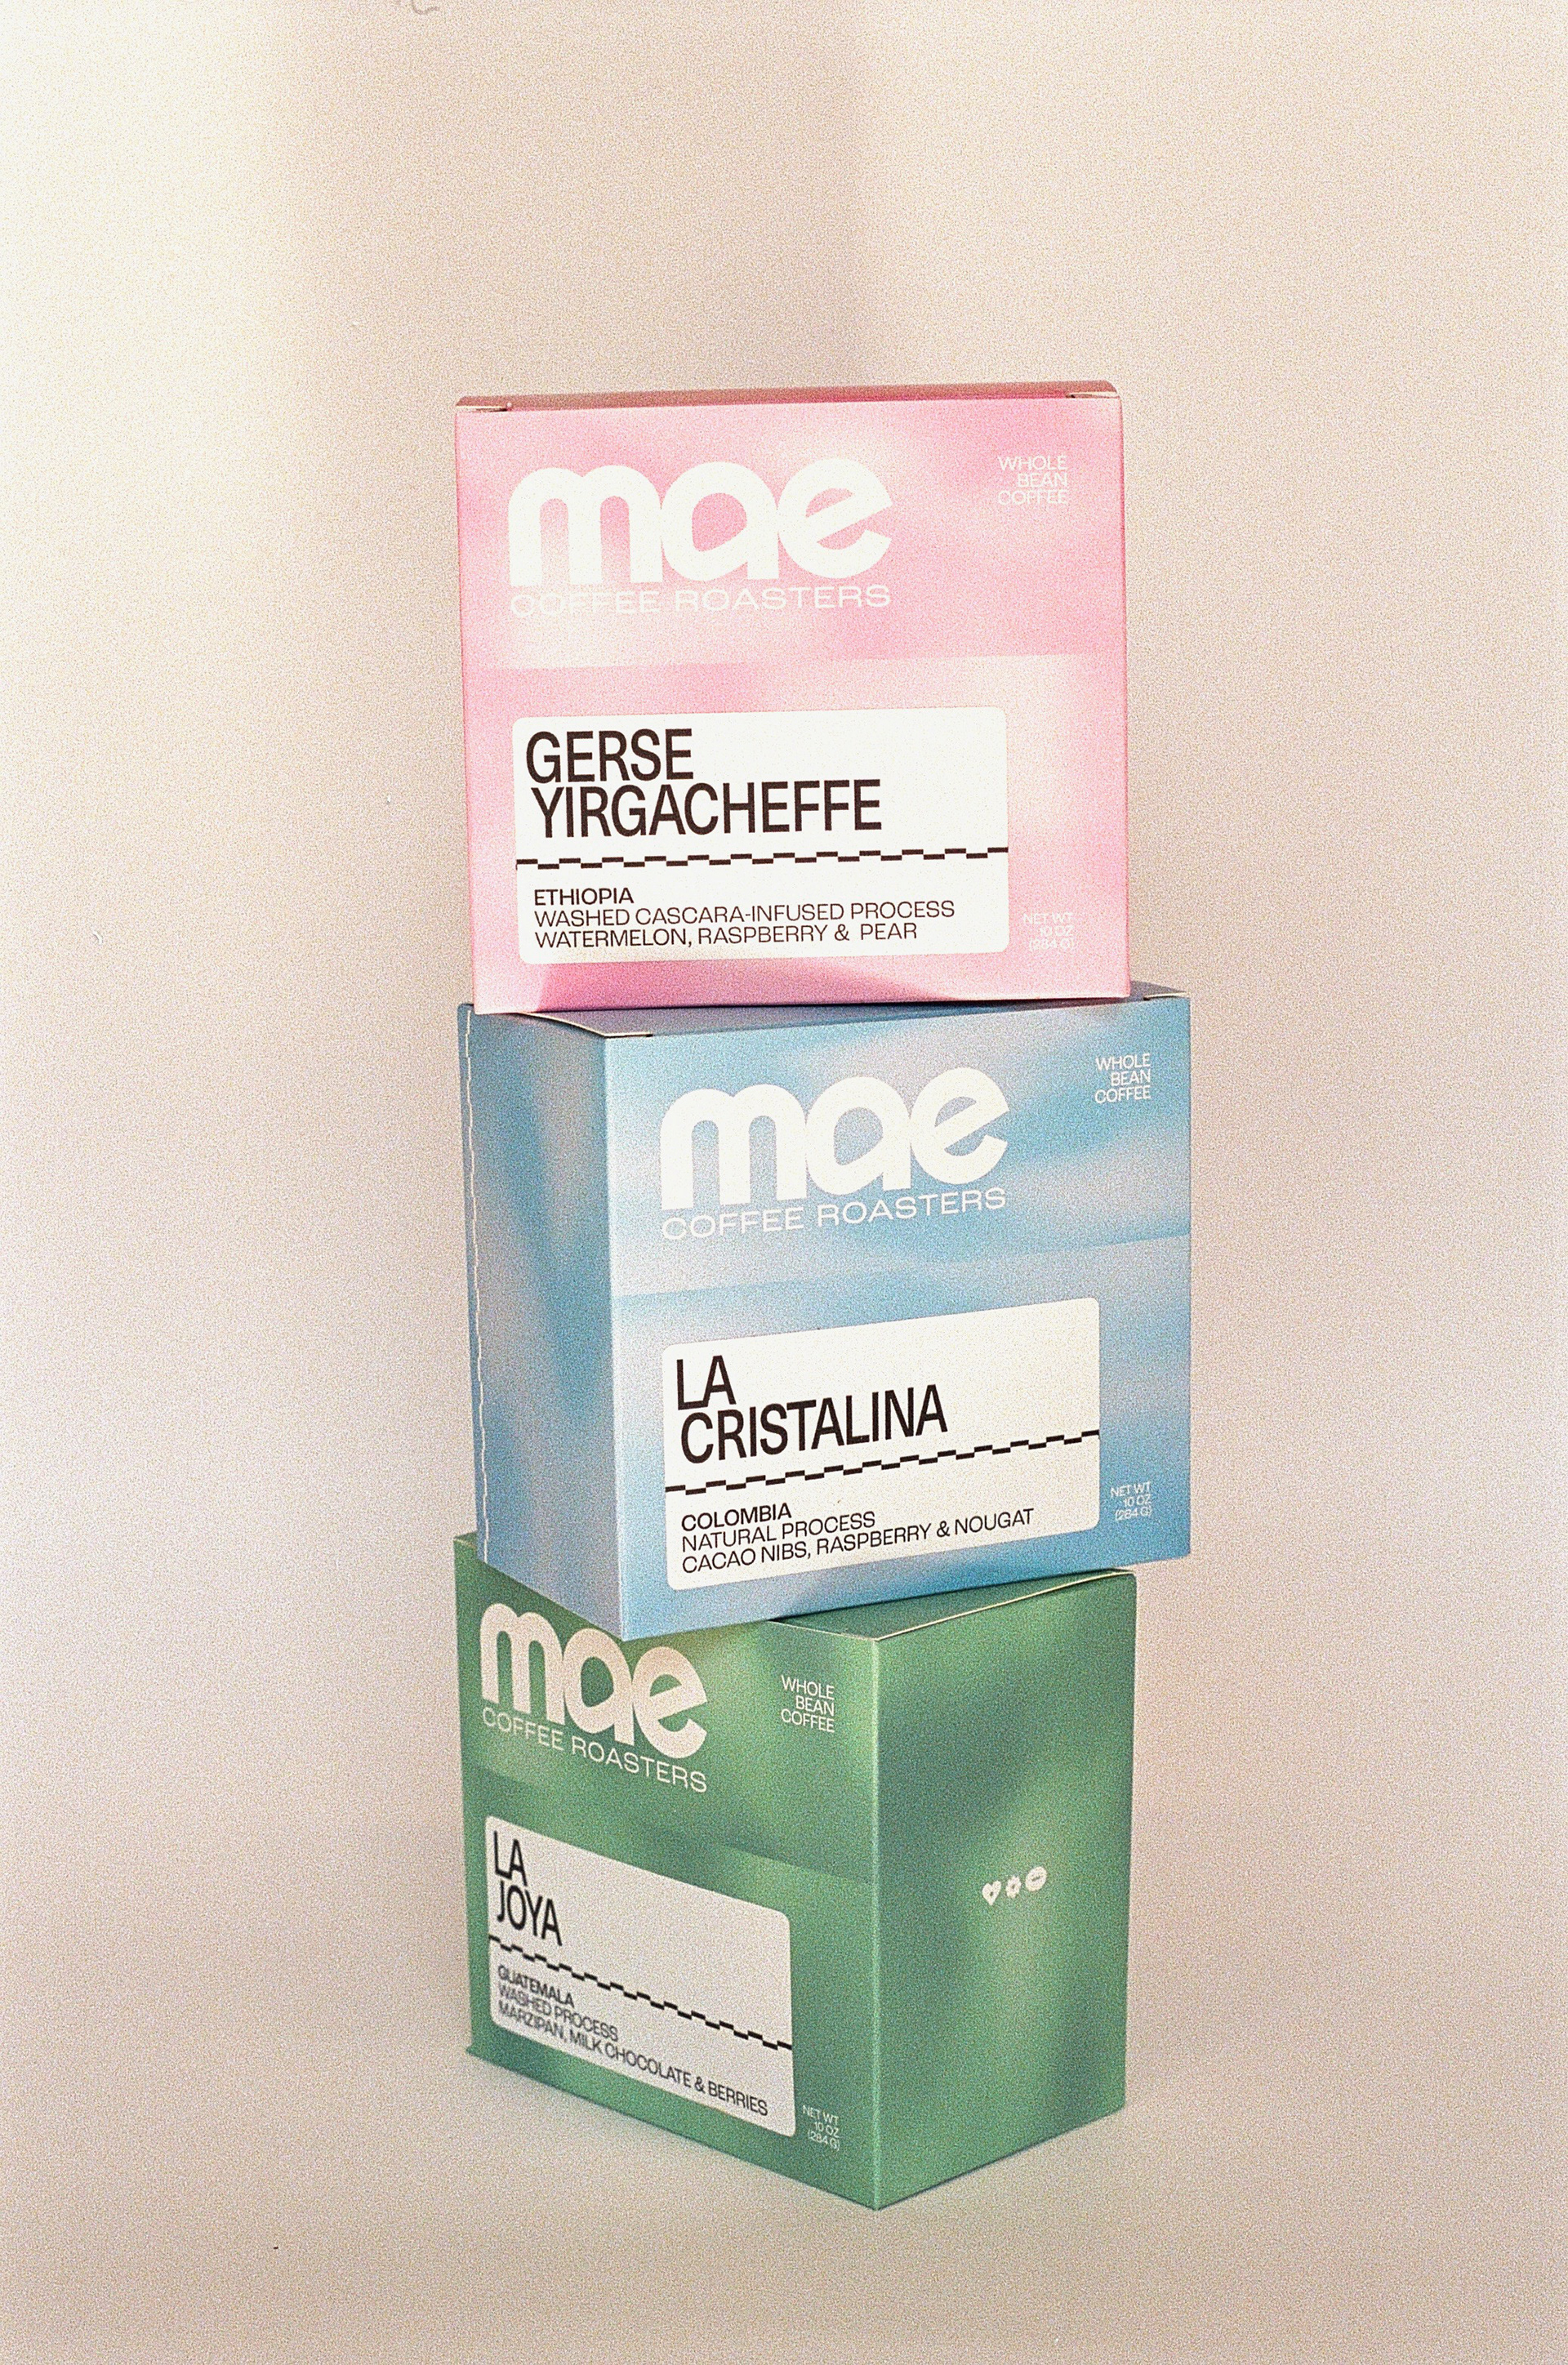 mae
COFFEE ROASTERS
WHOLE
BEAN
COFFEE
GERSE
YIRGACHEFFE
ETHIOPIA
WASHED CASCARA-INFUSED PROCESS
WATERMELON, RASPBERRY & PEAR
NET WT
10 OZ
(284 G)
mae
COFFEE ROASTERS
WHOLE
BEAN
COFFEE
LA
CRISTALINA
COLOMBIA
NATURAL PROCESS
CACAO NIBS, RASPBERRY & NOUGAT
NET WT
10 OZ
(284 G)
mae
COFFEE ROASTERS
WHOLE
BEAN
COFFEE
LA
JOYA
GUATEMALA
WASHED PROCESS
MARZIPAN, MILK CHOCOLATE & BERRIES
NET WT
10 OZ
(284 G)